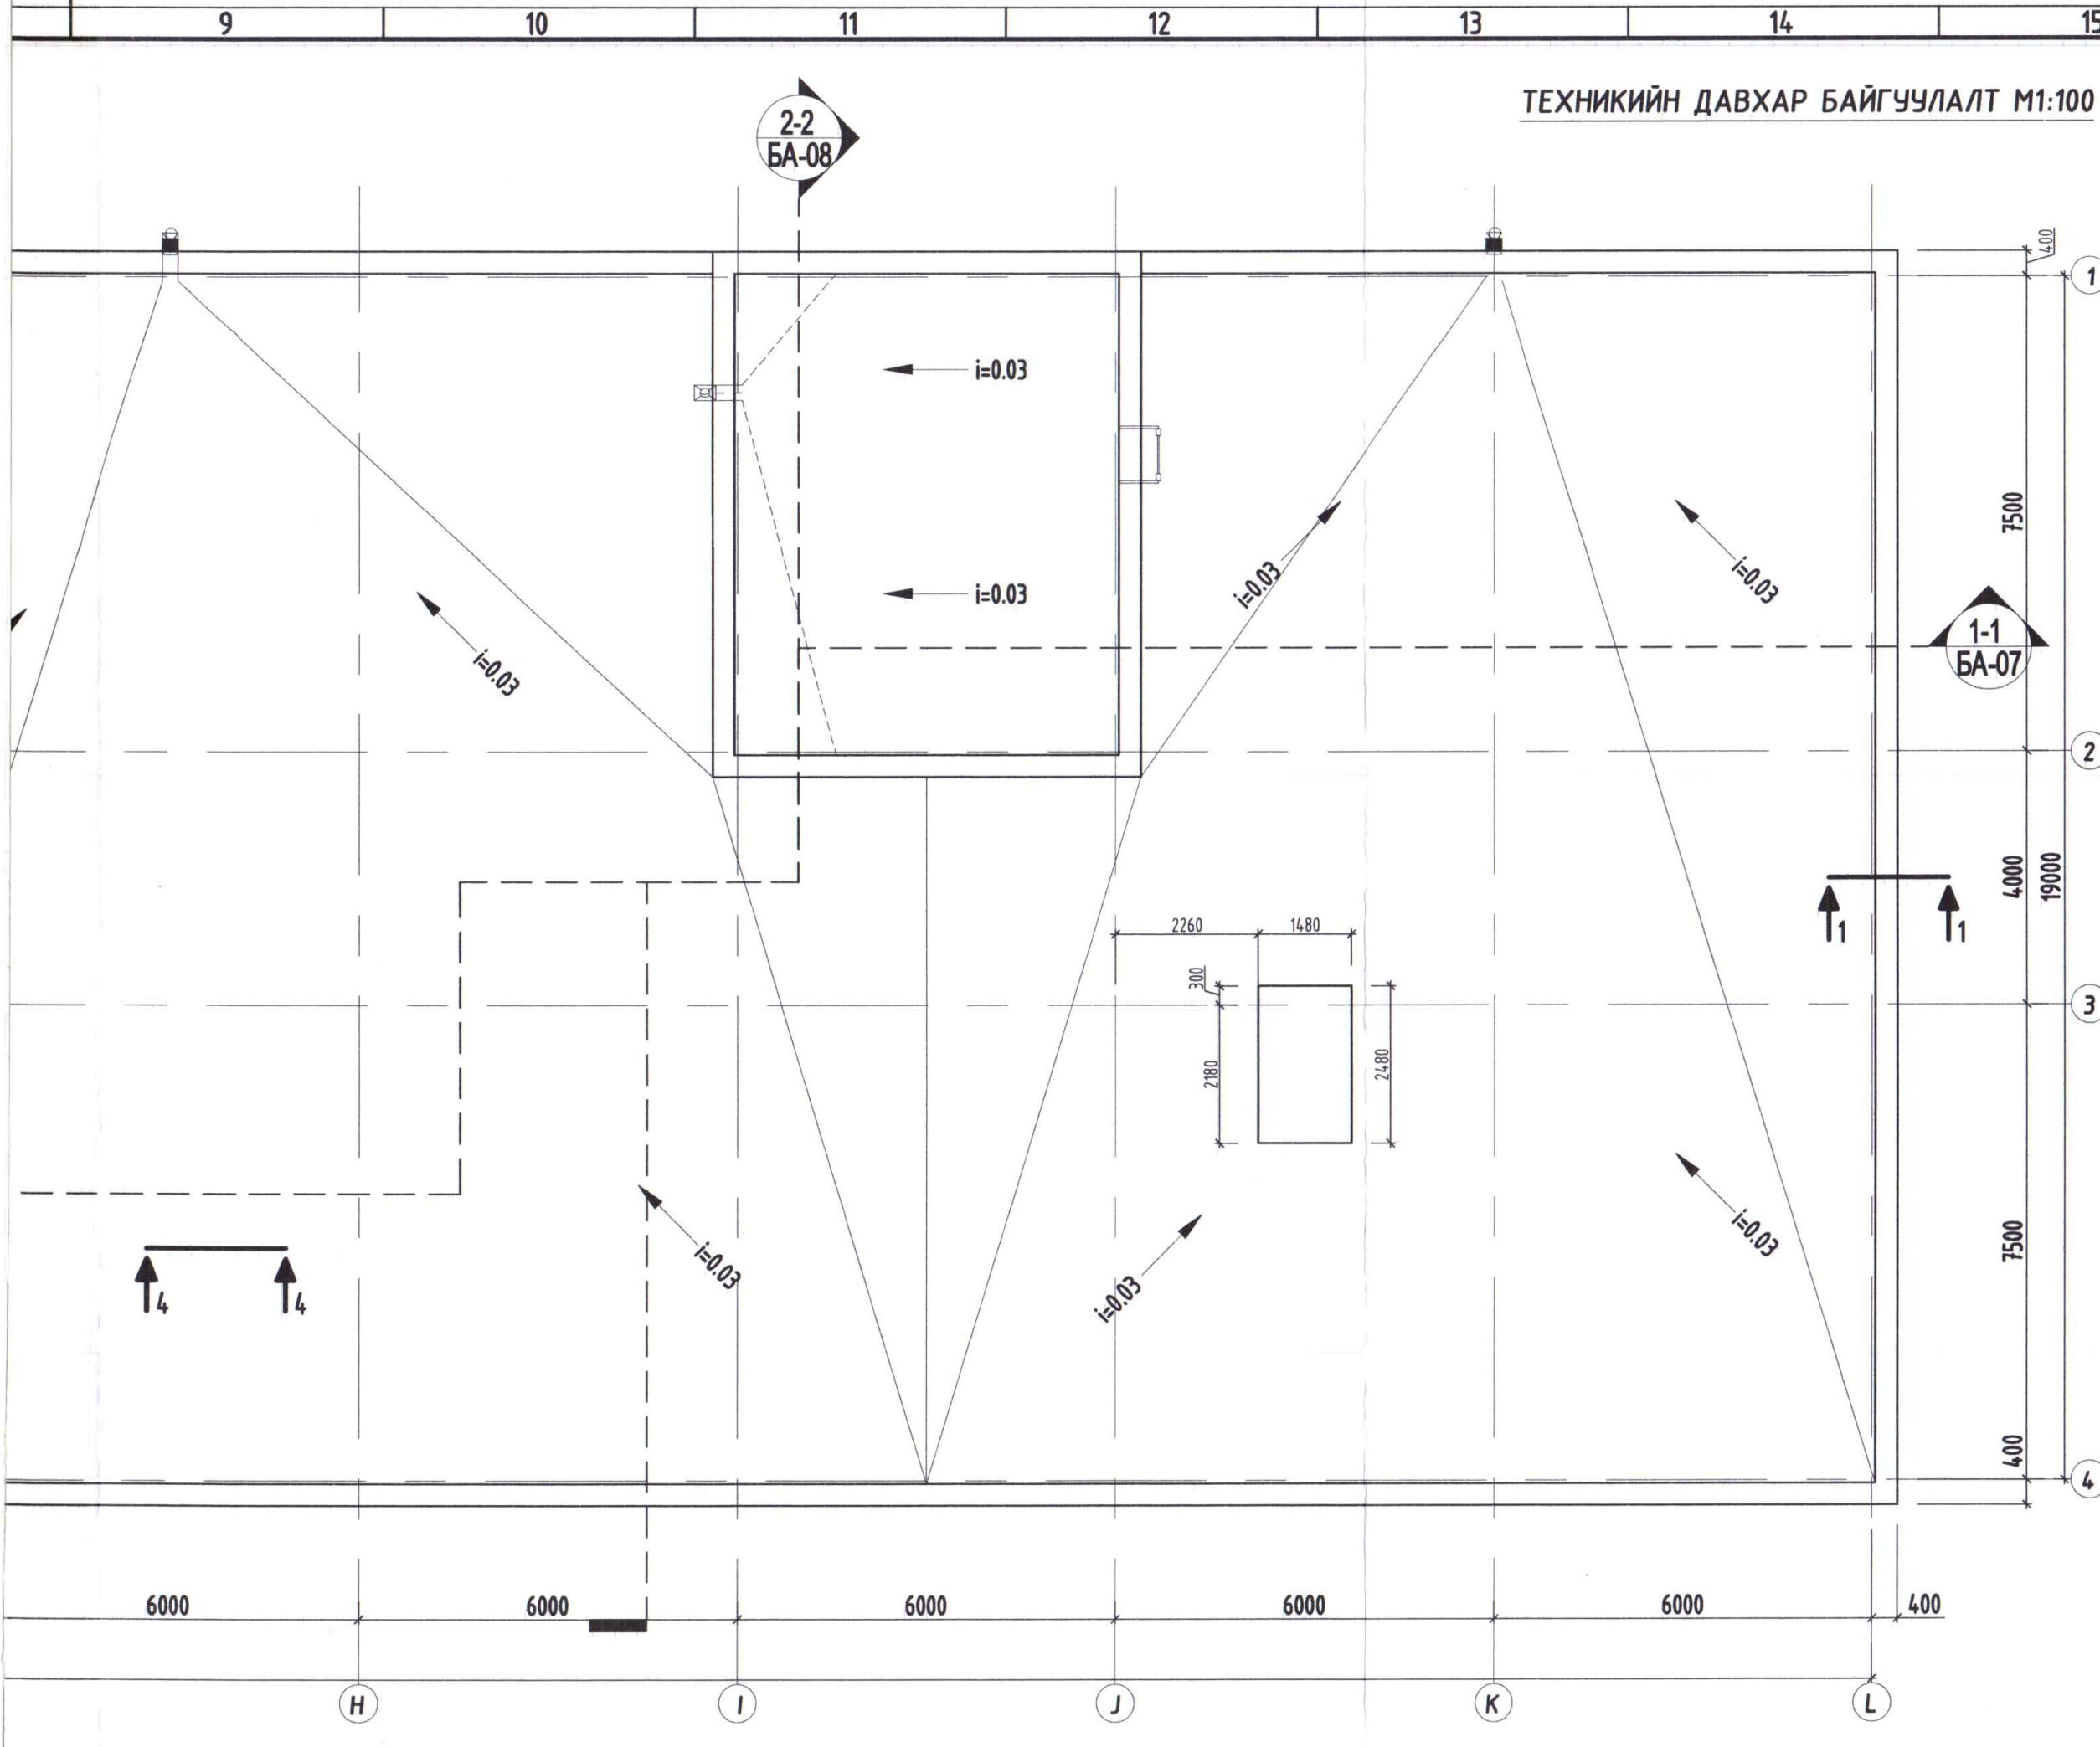 9 10 11 12 13 14 15
ТЕХНИКИЙН ДАВХАР БАЙГУУЛАЛТ М1:100
2-2
БА-08
400
1
i=0.03
7500
i=0.03
i=0.03
i=0.03
i=0.03
1-1
БА-07
2
4000
19000
2260 1480
1 1
300
3
2180
2480
7500
i=0.03
i=0.03
i=0.03
4 4
400
4
6000 6000 6000 6000 6000 400
H I J K L